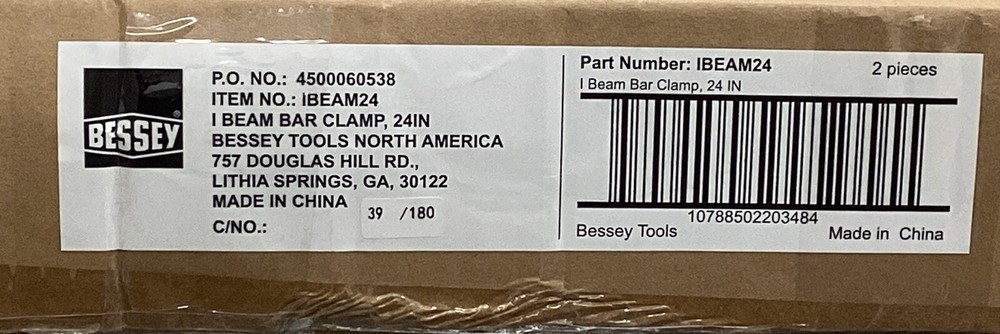 BESSEY®
P.O. NO.: 4500060538
ITEM NO.: IBEAM24
I BEAM BAR CLAMP, 24IN
BESSEY TOOLS NORTH AMERICA
757 DOUGLAS HILL RD.,
LITHIA SPRINGS, GA, 30122
MADE IN CHINA
39 /180
C/NO.:
Part Number: IBEAM24
2 pieces
I Beam Bar Clamp, 24 IN
10788502203484
Bessey Tools
Made in China